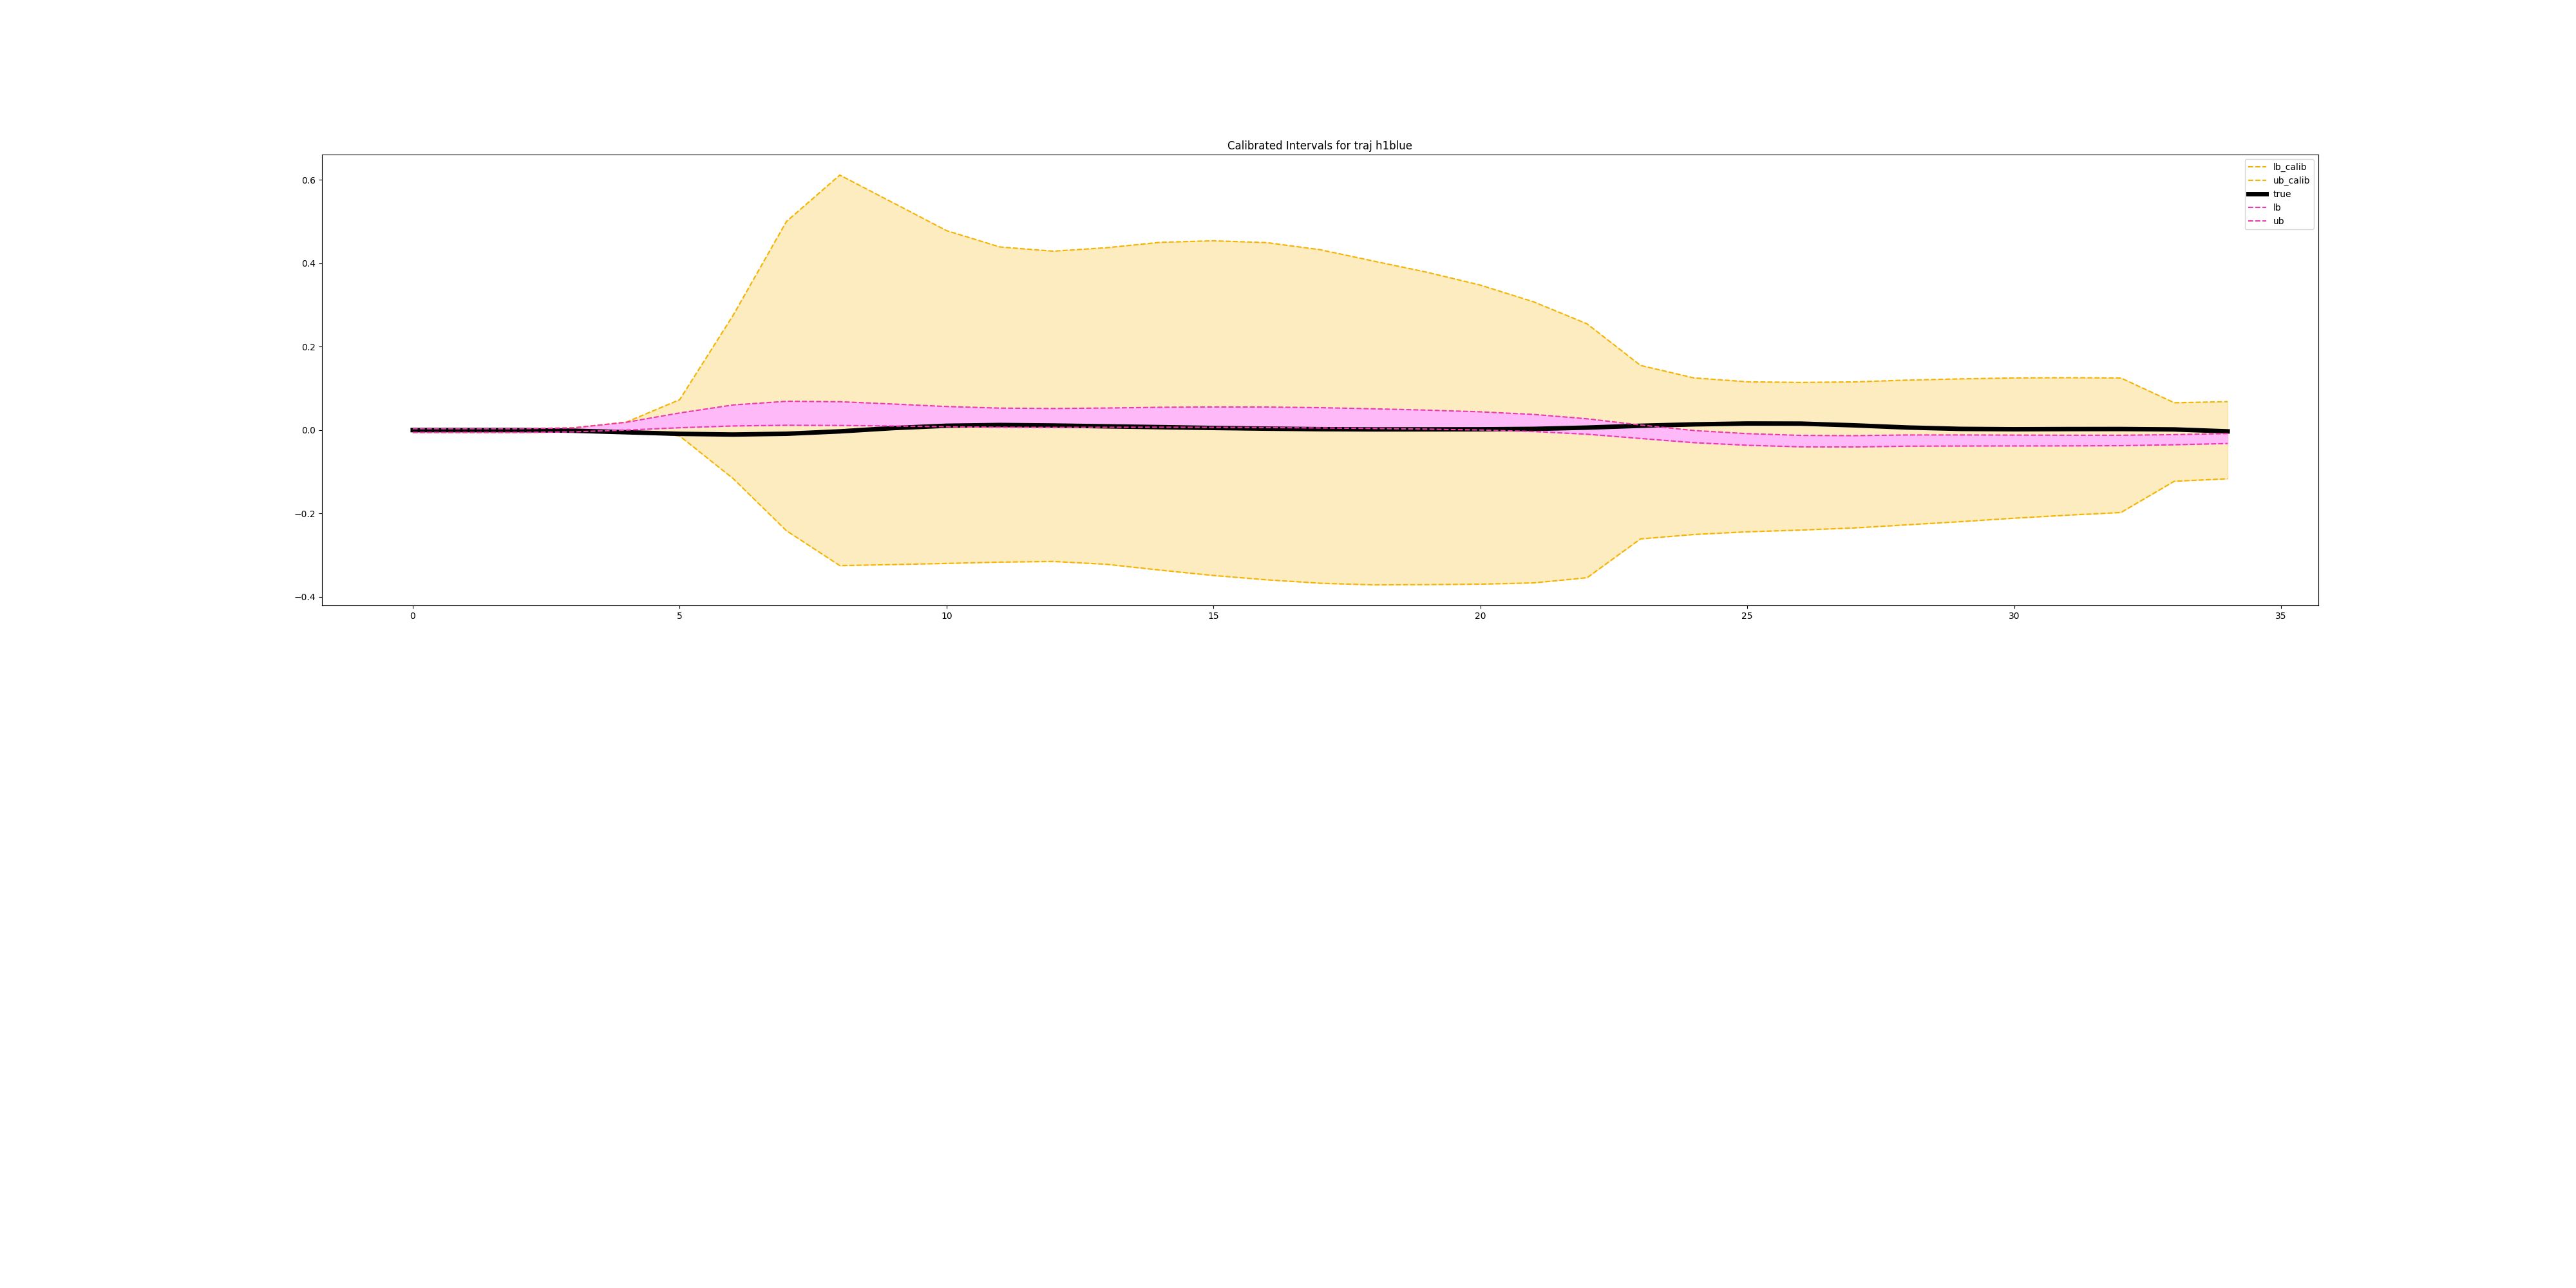 Calibrated Intervals for traj h1blue
lb_calib
ub_calib
true
lb
ub
0.6
0.4
0.2
0.0
−0.2
−0.4
0 5 10 15 20 25 30 35